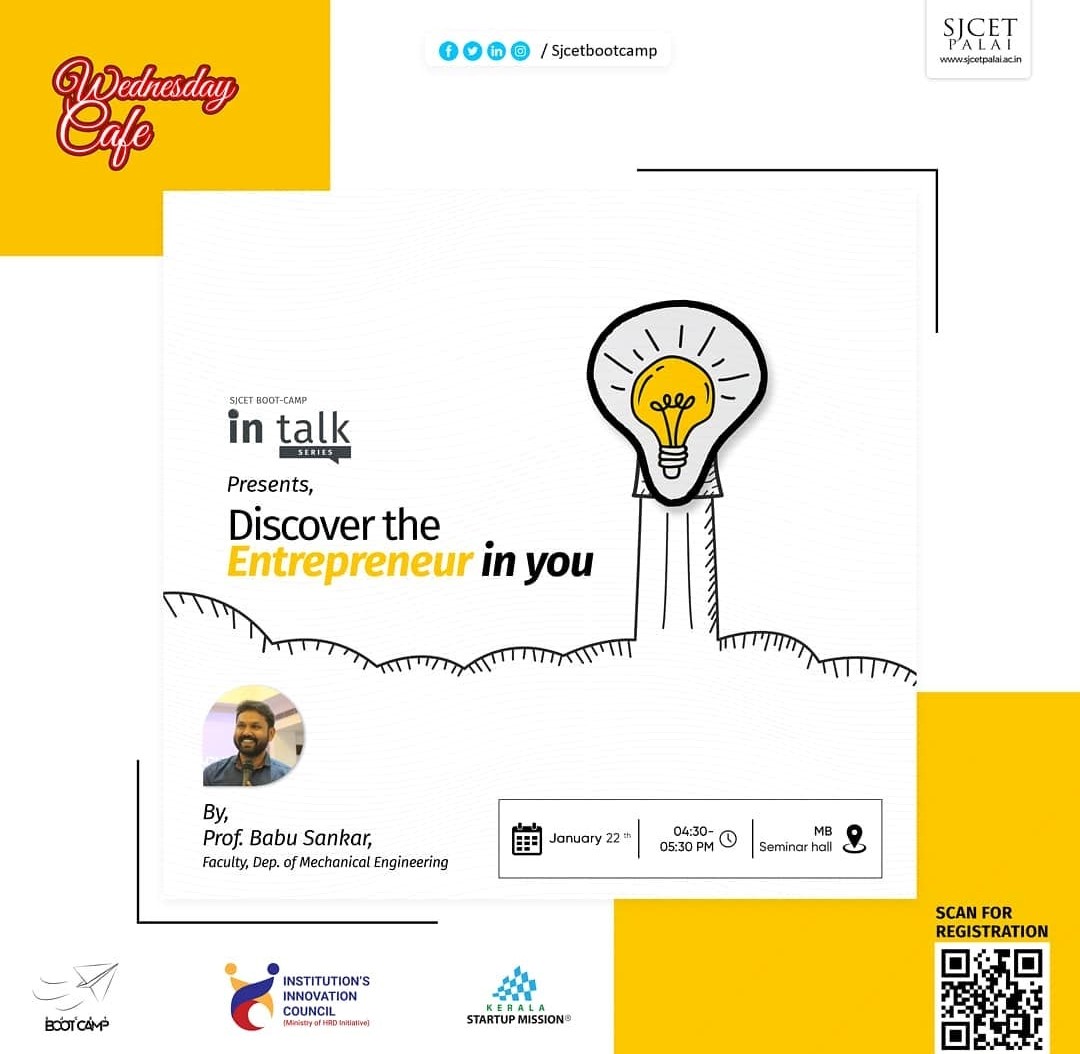 Wednesday
Cafe
/ Sjcetbootcamp
SJCET
PALAI
www.sjcetpalai.ac.in
SJCET BOOT-CAMP
in talk
SERIES
Presents,
Discover the
Entrepreneur in you
By,
Prof. Babu Sankar,
Faculty, Dep. of Mechanical Engineering
January 22 th
04:30-
05:30 PM
MB
Seminar hall
SCAN FOR
REGISTRATION
BOOTCAMP
INSTITUTION'S
INNOVATION
COUNCIL
(Ministry of HRD Initiative)
KERALA
STARTUP MISSION®